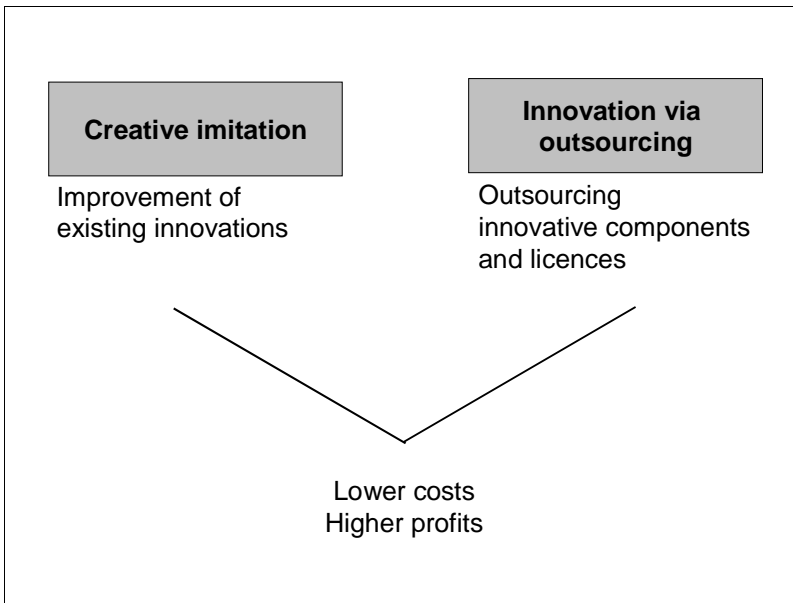 Creative imitation
Improvement of
existing innovations
Innovation via
outsourcing
Outsourcing
innovative components
and licences
Lower costs
Higher profits